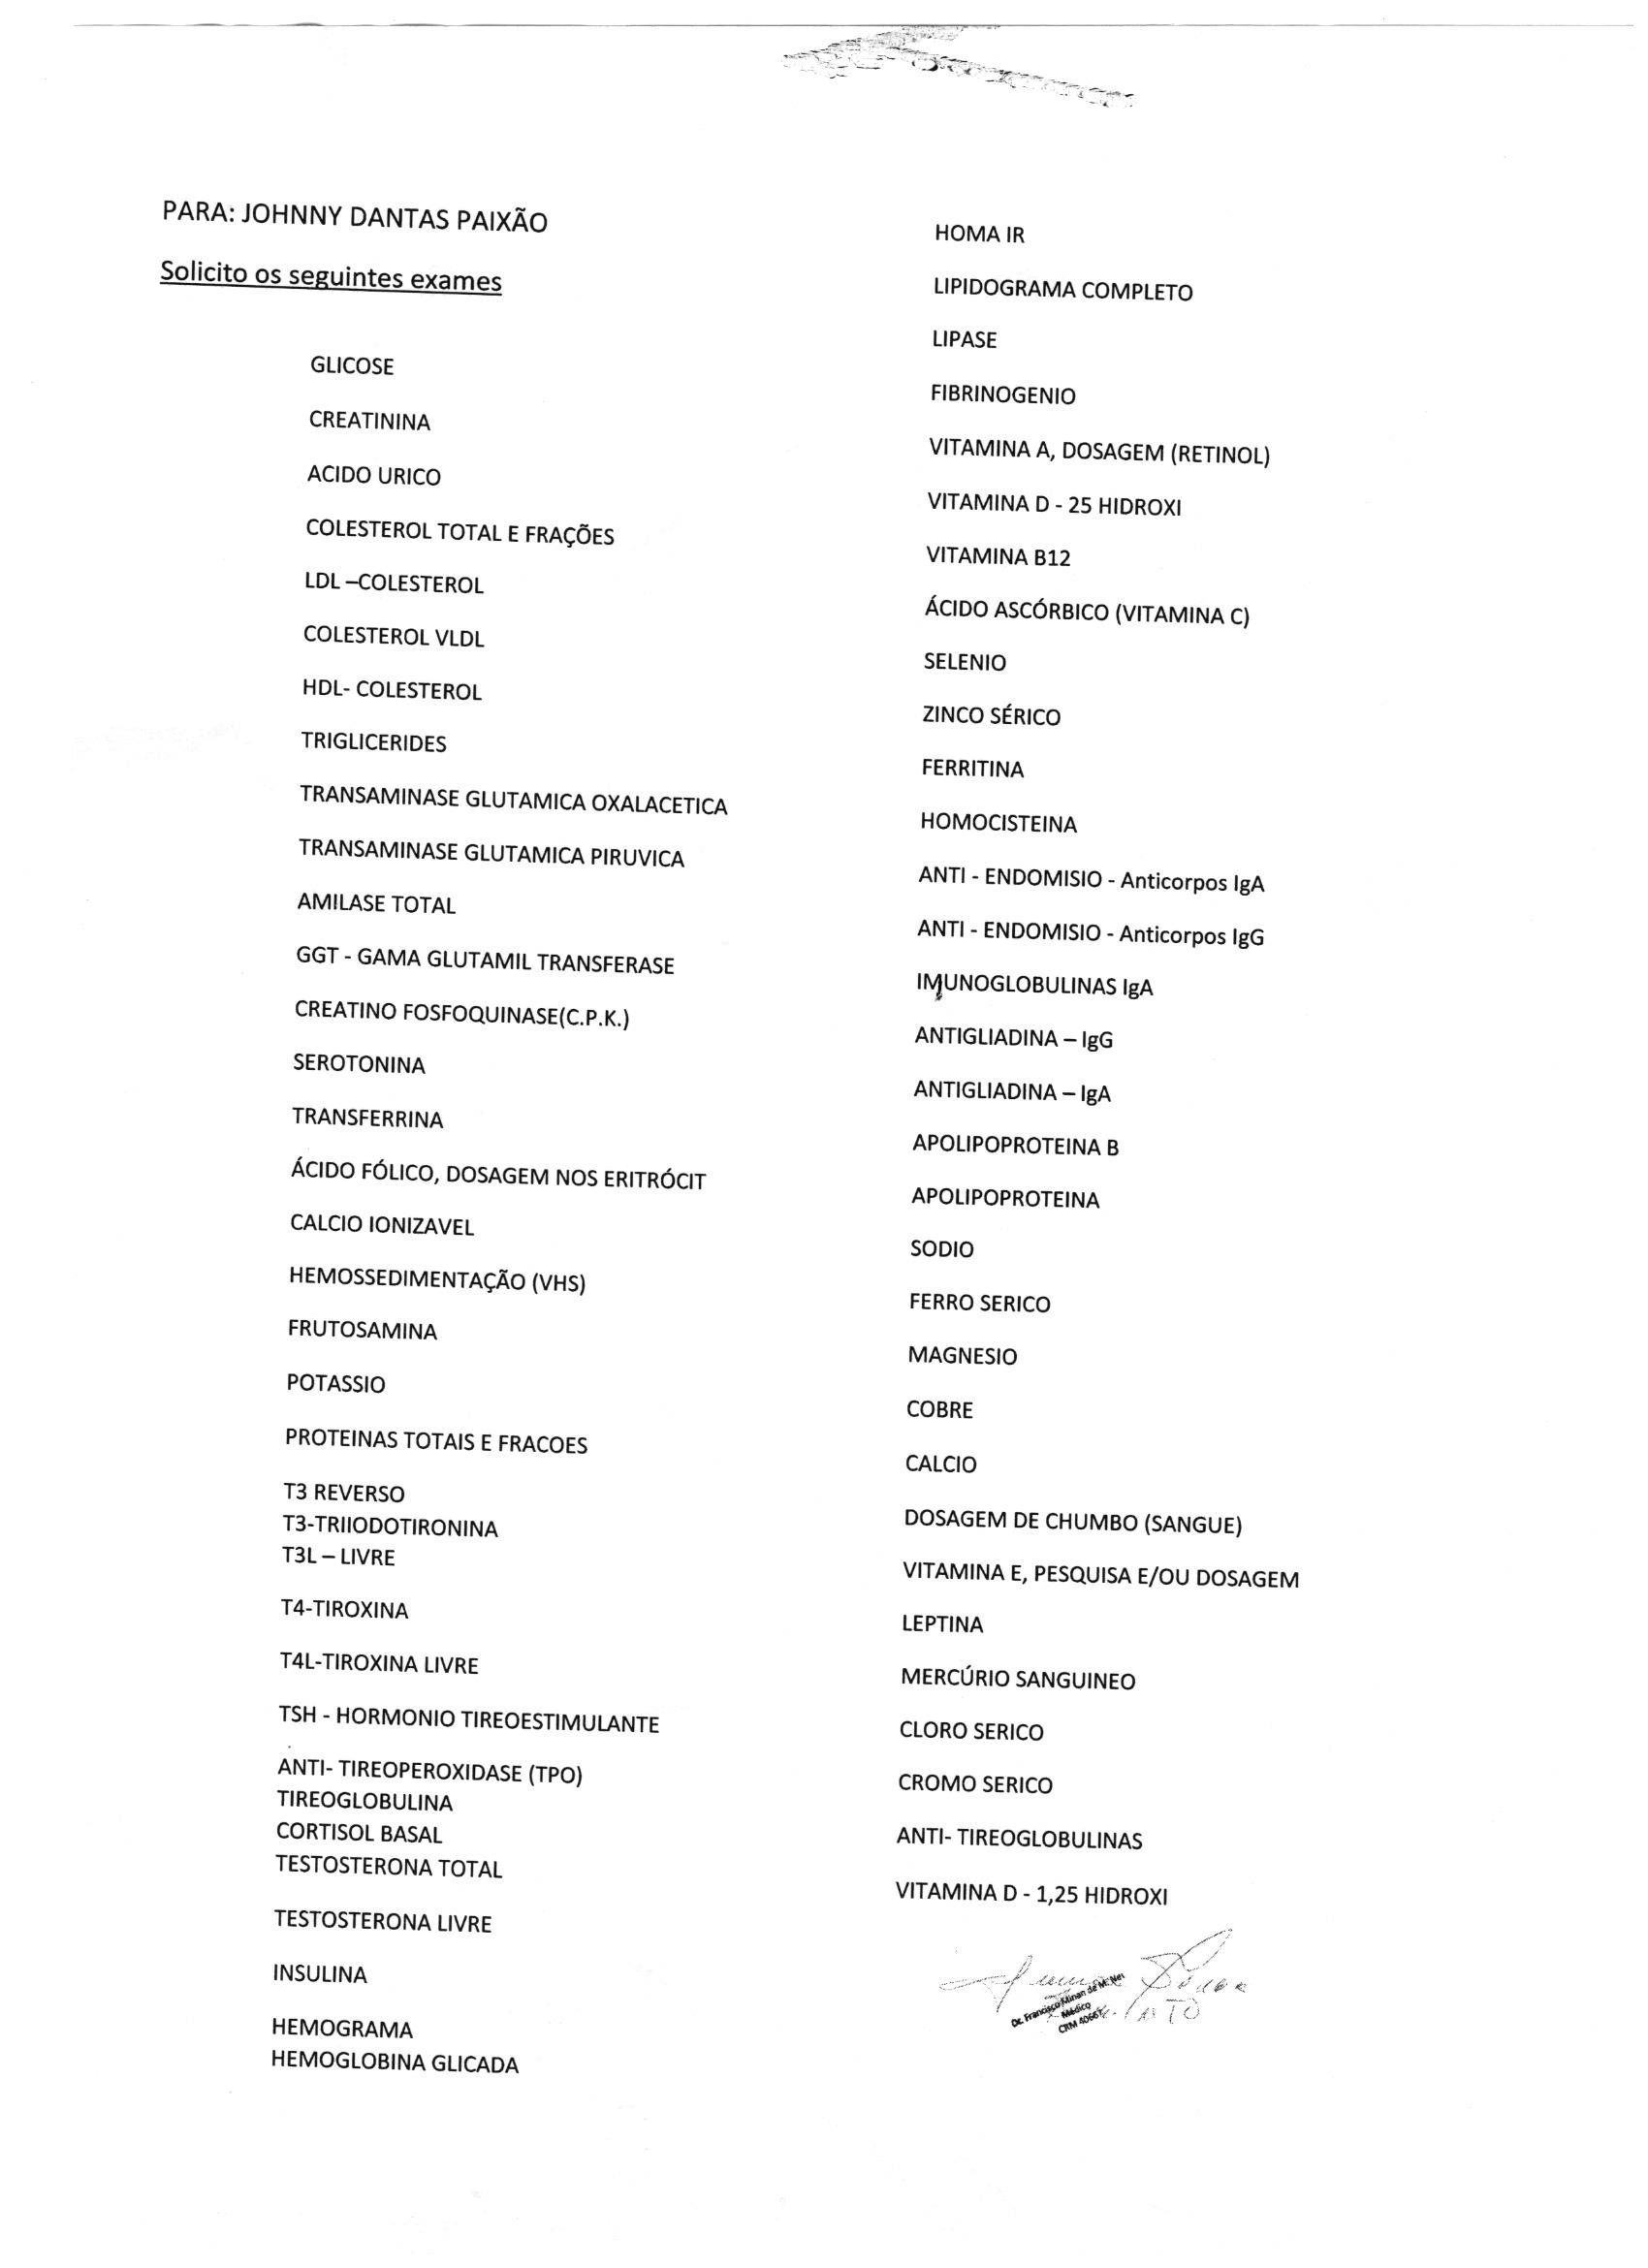 PARA: JOHNNY DANTAS PAIXÃO
Solicito os seguintes exames
GLICOSE
CREATININA
ACIDO URICO
COLESTEROL TOTAL E FRAÇÕES
LDL –COLESTEROL
COLESTEROL VLDL
HDL- COLESTEROL
TRIGLICERIDES
TRANSAMINASE GLUTAMICA OXALACETICA
TRANSAMINASE GLUTAMICA PIRUVICA
AMILASE TOTAL
GGT - GAMA GLUTAMIL TRANSFERASE
CREATINO FOSFOQUINASE(C.P.K.)
SEROTONINA
TRANSFERRINA
ÁCIDO FÓLICO, DOSAGEM NOS ERITRÓCIT
CALCIO IONIZAVEL
HEMOSSEDIMENTAÇÃO (VHS)
FRUTOSAMINA
POTASSIO
PROTEINAS TOTAIS E FRACOES
T3 REVERSO
T3-TRIIODOTIRONINA
T3L – LIVRE
T4-TIROXINA
T4L-TIROXINA LIVRE
TSH - HORMONIO TIREOESTIMULANTE
ANTI- TIREOPEROXIDASE (TPO)
TIREOGLOBULINA
CORTISOL BASAL
TESTOSTERONA TOTAL
TESTOSTERONA LIVRE
INSULINA
HEMOGRAMA
HEMOGLOBINA GLICADA
HOMA IR
LIPIDOGRAMA COMPLETO
LIPASE
FIBRINOGENIO
VITAMINA A, DOSAGEM (RETINOL)
VITAMINA D - 25 HIDROXI
VITAMINA B12
ÁCIDO ASCÓRBICO (VITAMINA C)
SELENIO
ZINCO SÉRICO
FERRITINA
HOMOCISTEINA
ANTI - ENDOMISIO - Anticorpos IgA
ANTI - ENDOMISIO - Anticorpos IgG
IMUNOGLOBULINAS IgA
ANTIGLIADINA – IgG
ANTIGLIADINA – IgA
APOLIPOPROTEINA B
APOLIPOPROTEINA
SODIO
FERRO SERICO
MAGNESIO
COBRE
CALCIO
DOSAGEM DE CHUMBO (SANGUE)
VITAMINA E, PESQUISA E/OU DOSAGEM
LEPTINA
MERCÚRIO SANGUINEO
CLORO SERICO
CROMO SERICO
ANTI- TIREOGLOBULINAS
VITAMINA D - 1,25 HIDROXI
Dr. Francisco de M. Net
Médico
CRM 40667